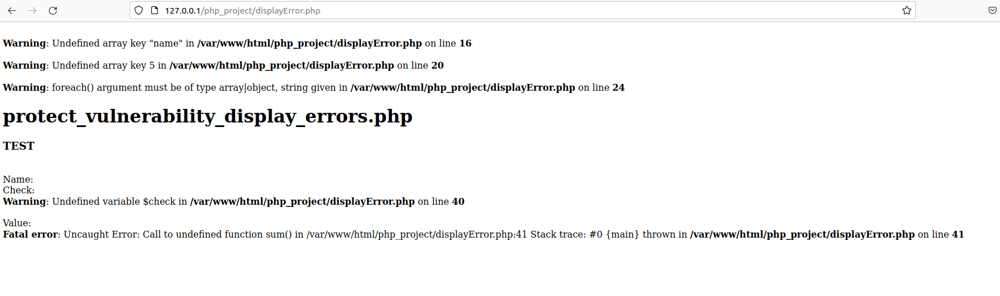 127.0.0.1/php_project/displayError.php
Warning: Undefined array key "name" in /var/www/html/php_project/displayError.php on line 16
Warning: Undefined array key 5 in /var/www/html/php_project/displayError.php on line 20
Warning: foreach() argument must be of type array|object, string given in /var/www/html/php_project/displayError.php on line 24
protect_vulnerability_display_errors.php
TEST
Name:
Check:
Warning: Undefined variable $check in /var/www/html/php_project/displayError.php on line 40
Value:
Fatal error: Uncaught Error: Call to undefined function sum() in /var/www/html/php_project/displayError.php:41 Stack trace: #0 {main} thrown in /var/www/html/php_project/displayError.php on line 41